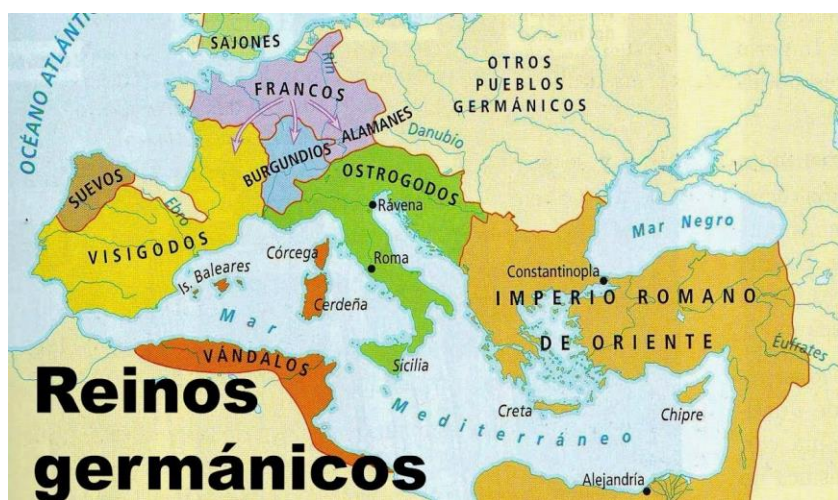 OCÉANO ATLÁNTICO
SAJONES
Rin
FRANCOS
ALAMANES
BURGUNDIOS
OTROS
PUEBLOS
GERMÁNICOS
Danubio
SUEVOS
Ebro
VISIGODOS
OSTROGODOS
Rávena
Córcega
Roma
Is. Baleares
Cerdeña
Mar Negro
Constantinopla
IMPERIO ROMANO
DE ORIENTE
Éufrates
VÁNDALOS
Sicilia
Mar
Mediterráneo
Creta
Chipre
Alejandría
Reinos
germánicos